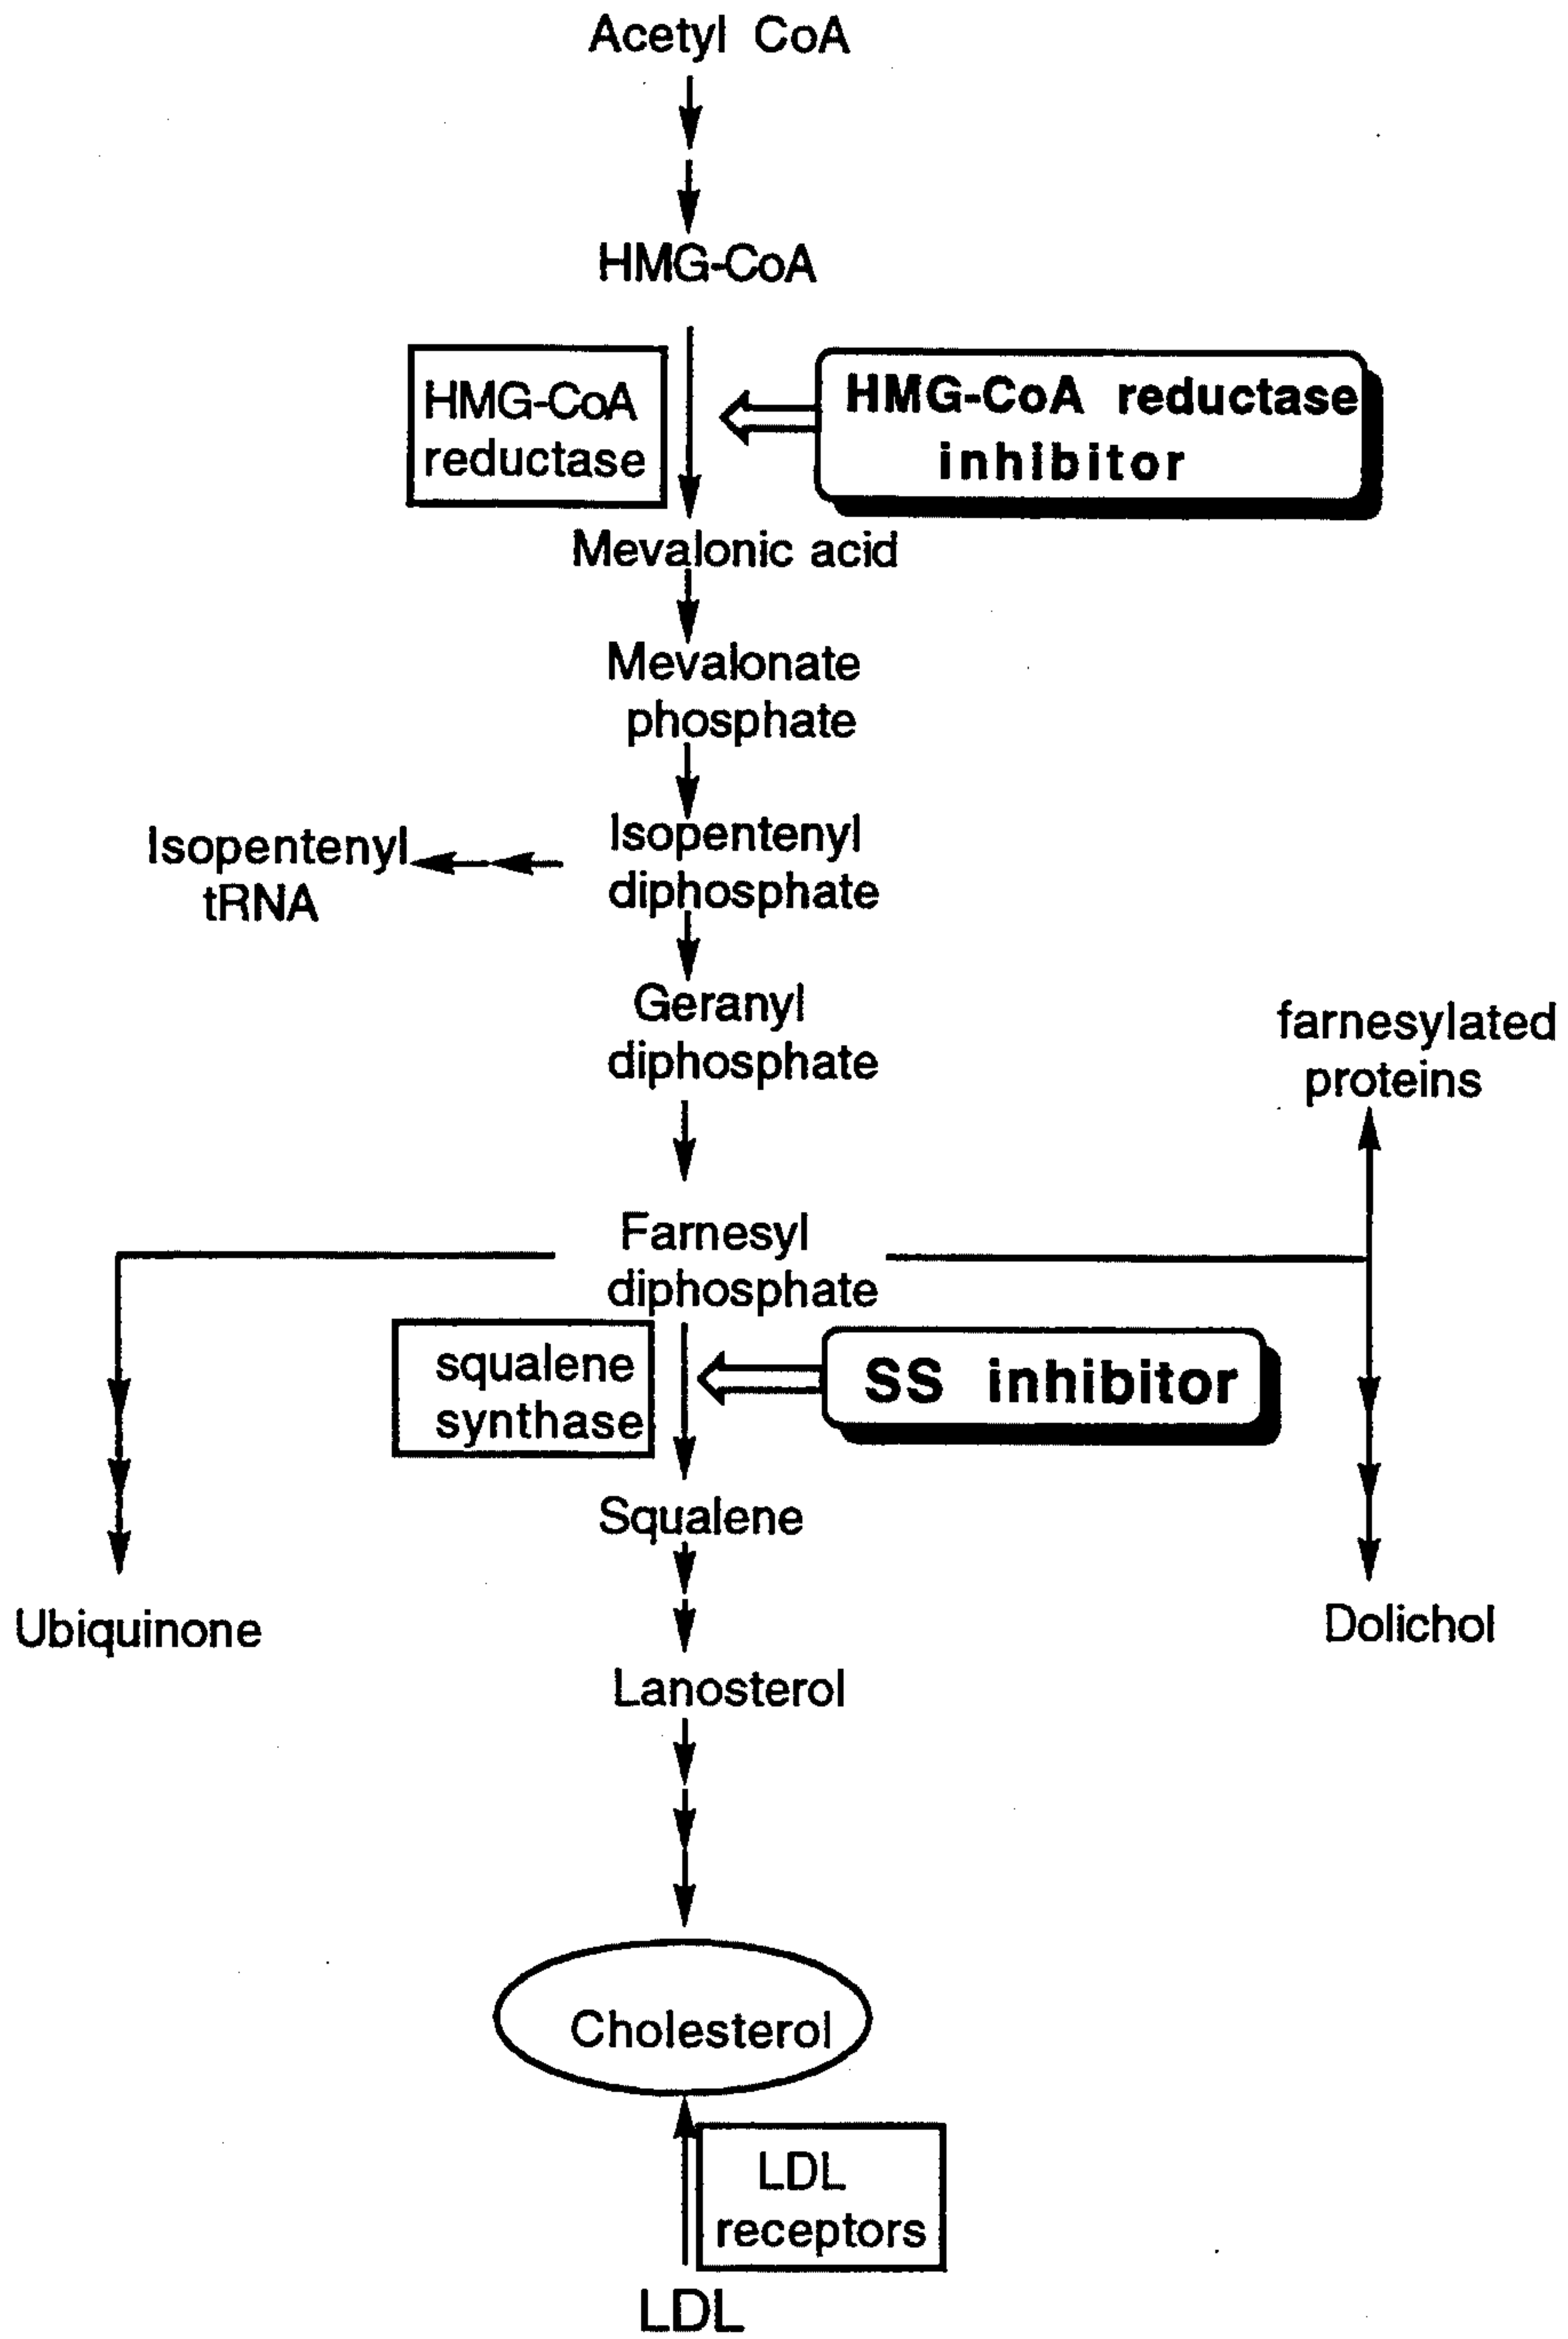 Acetyl CoA
HMG-CoA
HMG-CoA
reductase
HMG-CoA reductase
inhibitor
Mevalonic acid
Mevalonate
phosphate
Isopentenyl
tRNA
Isopentenyl
diphosphate
Geranyl
diphosphate
farnesylated
proteins
Farnesyl
diphosphate
squalene
synthase
SS inhibitor
Squalene
Ubiquinone
Dolichol
Lanosterol
Cholesterol
LDL
receptors
LDL